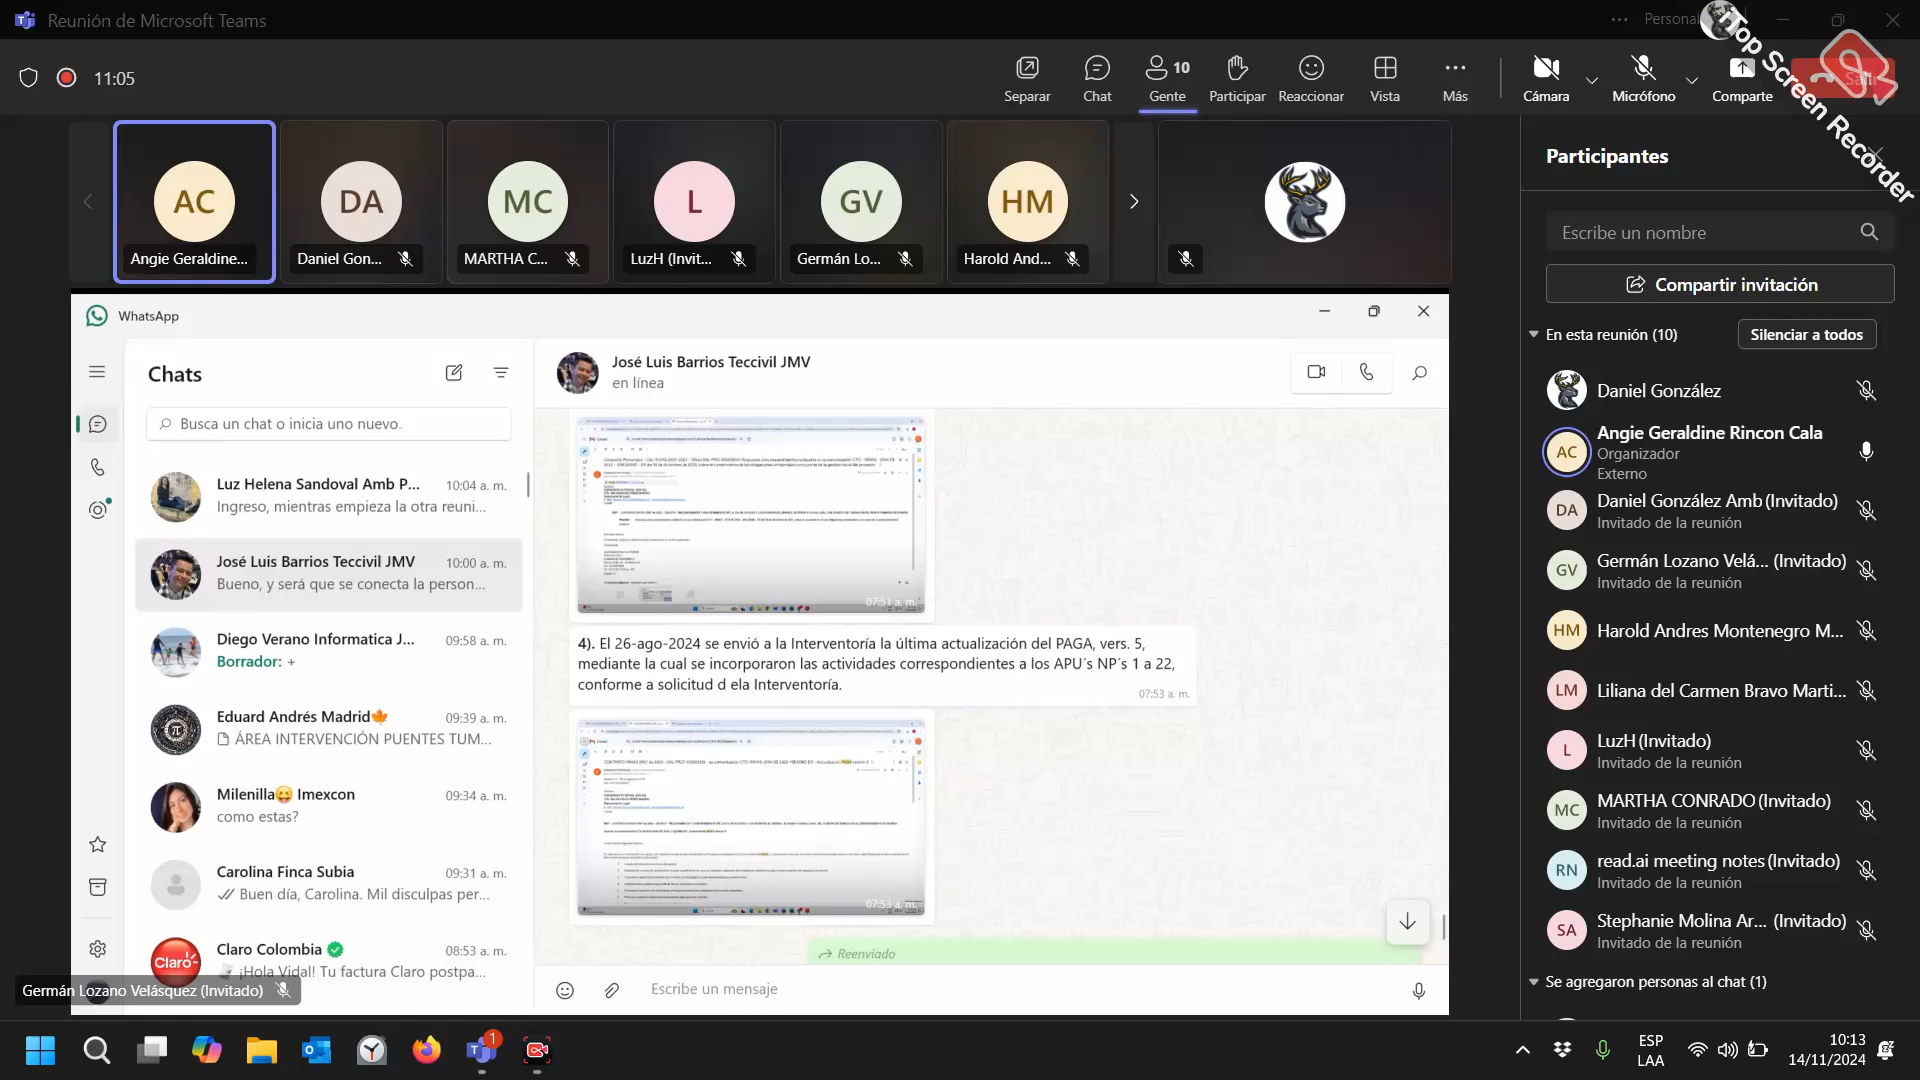 Reunión de Microsoft Teams
Personal
iTop Screen Recorder
11:05
Separar
Chat
10
Gente
Participar
Reaccionar
Vista
Más
Cámara
Micrófono
Comparte
Salir
AC
Angie Geraldine...
DA
Daniel Gon...
MC
MARTHA C...
L
LuzH (Invit...
GV
Germán Lo...
HM
Harold And...
WhatsApp
Chats
Busca un chat o inicia uno nuevo.
Luz Helena Sandoval Amb P...
10:04 a. m.
Ingreso, mientras empieza la otra reuni...
José Luis Barrios Teccivil JMV
10:00 a. m.
Bueno, y será que se conecta la person...
Diego Verano Informatica J...
09:58 a. m.
Borrador: +
Eduard Andrés Madrid🍁
09:39 a. m.
ÁREA INTERVENCIÓN PUENTES TUM...
Milenilla😝 Imexcon
09:34 a. m.
como estas?
Carolina Finca Subia
09:31 a. m.
Buen día, Carolina. Mil disculpas per...
Claro Colombia
08:53 a. m.
Claro
¡Hola Vidal! Tu factura Claro postpa...
Germán Lozano Velásquez (Invitado)
José Luis Barrios Teccivil JMV
en línea
07:51 a. m.
4). El 26-ago-2024 se envió a la Interventoría la última actualización del PAGA, vers. 5,
mediante la cual se incorporaron las actividades correspondientes a los APU´s NP´s 1 a 22,
conforme a solicitud d ela Interventoría.
07:53 a. m.
07:53 a. m.
Reenviado
Escribe un mensaje
Participantes
Escribe un nombre
Compartir invitación
En esta reunión (10)
Silenciar a todos
Daniel González
AC
Angie Geraldine Rincon Cala
Organizador
Externo
DA
Daniel González Amb (Invitado)
Invitado de la reunión
GV
Germán Lozano Velá... (Invitado)
Invitado de la reunión
HM
Harold Andres Montenegro M...
LM
Liliana del Carmen Bravo Marti...
L
LuzH (Invitado)
Invitado de la reunión
MC
MARTHA CONRADO (Invitado)
Invitado de la reunión
RN
read.ai meeting notes (Invitado)
Invitado de la reunión
SA
Stephanie Molina Ar... (Invitado)
Invitado de la reunión
Se agregaron personas al chat (1)
1
ESP
LAA
10:13
14/11/2024